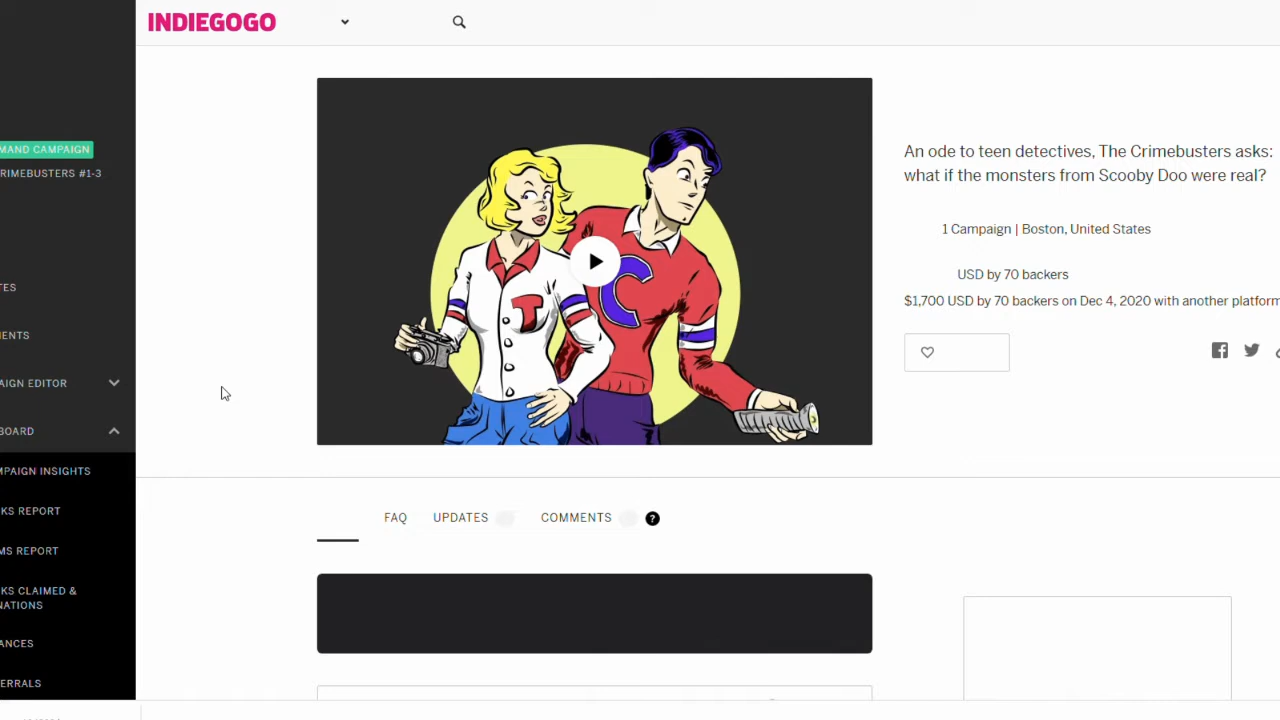 INDIEGOGO
MAND CAMPAIGN
RIMEBUSTERS #1-3
TES
ENTS
AIGN EDITOR
BOARD
MPAIGN INSIGHTS
KS REPORT
MS REPORT
KS CLAIMED &
NATIONS
ANCES
ERRALS
T
C
An ode to teen detectives, The Crimebusters asks:
what if the monsters from Scooby Doo were real?
1 Campaign | Boston, United States
USD by 70 backers
$1,700 USD by 70 backers on Dec 4, 2020 with another platform
FAQ UPDATES COMMENTS ?